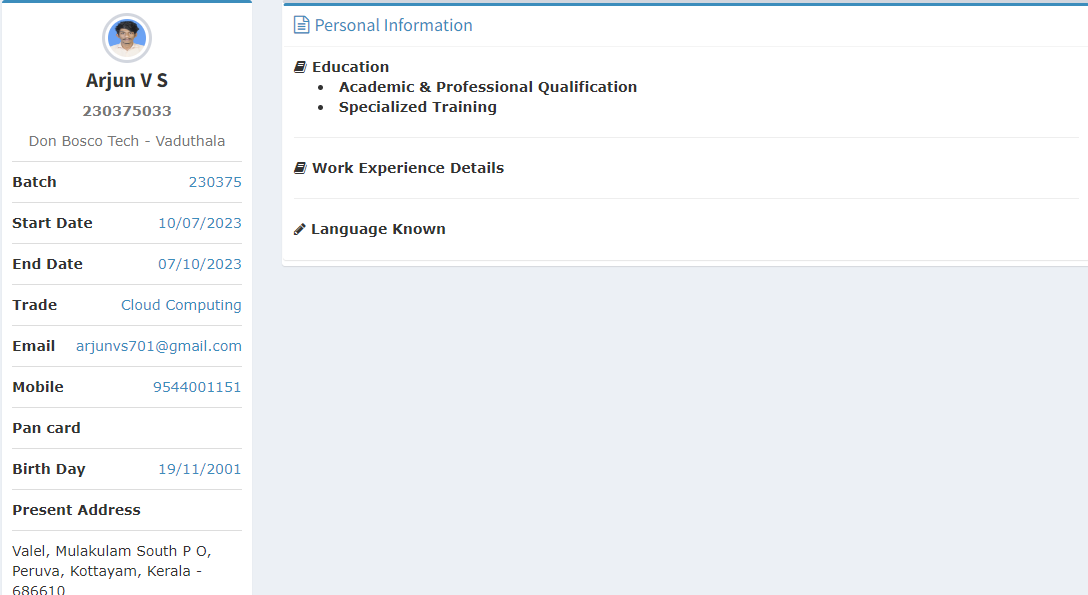 Arjun V S
230375033
Don Bosco Tech - Vaduthala
Batch 230375
Start Date 10/07/2023
End Date 07/10/2023
Trade Cloud Computing
Email arjunvs701@gmail.com
Mobile 9544001151
Pan card
Birth Day 19/11/2001
Present Address
Valel, Mulakulam South P O,
Peruva, Kottayam, Kerala -
686610
Personal Information
Education
• Academic & Professional Qualification
• Specialized Training
Work Experience Details
Language Known